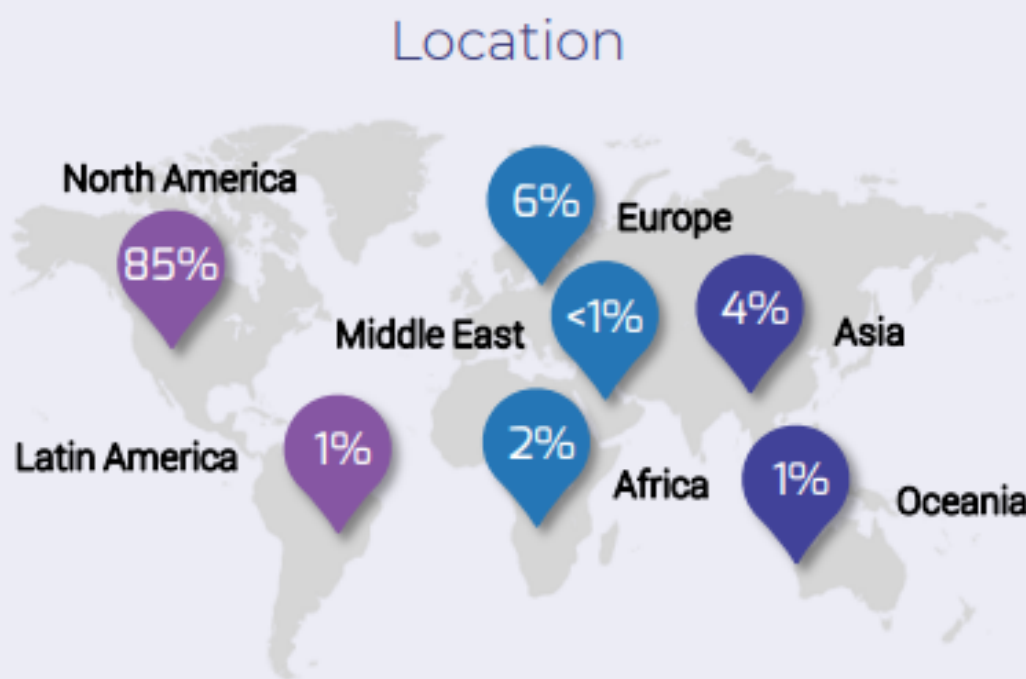 Location
North America
85%
6%
Europe
Middle East
<1%
4%
Asia
Latin America
1%
2%
Africa
1%
Oceania